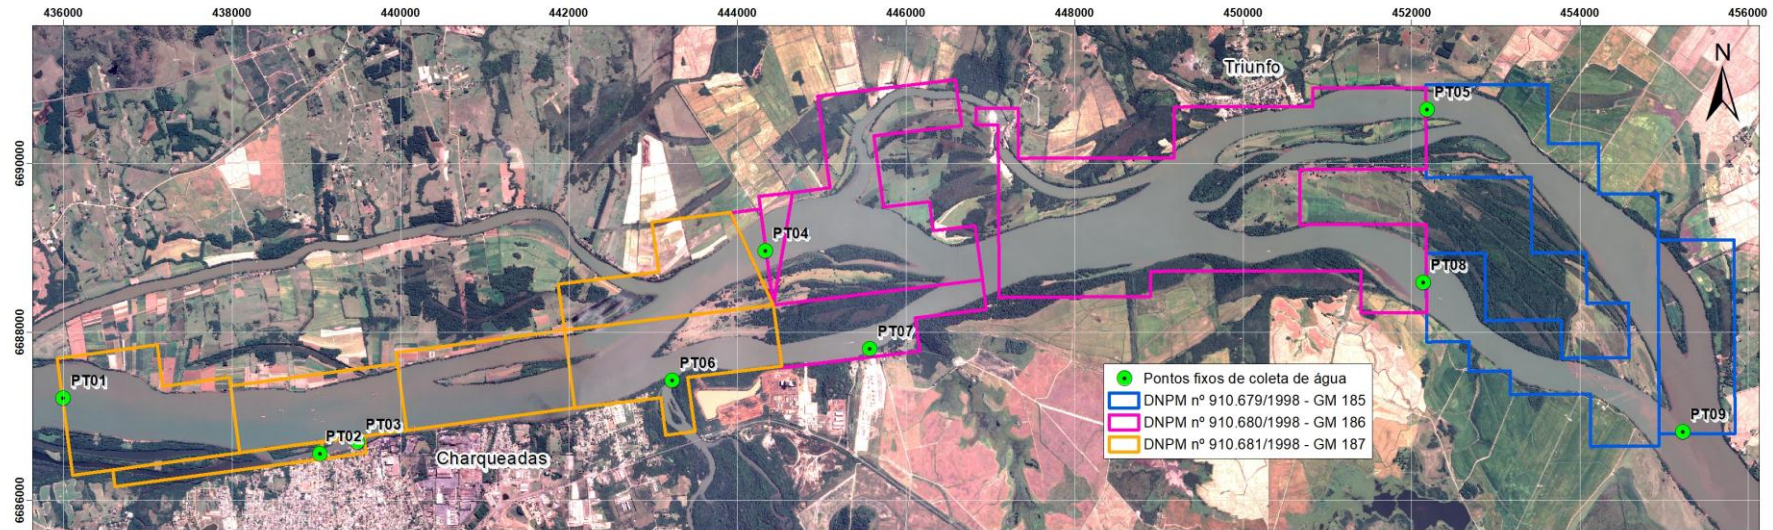 436000 438000 440000 442000 444000 446000 448000 450000 452000 454000 456000
Triunfo
N
PT05
6690000
PT04
PT08
6688000
PT07
PT06
PT01
PT03
PT02
Charqueadas
PT09
6686000
Pontos fixos de coleta de água
DNPM nº 910.679/1998 - GM 185
DNPM nº 910.680/1998 - GM 186
DNPM nº 910.681/1998 - GM 187